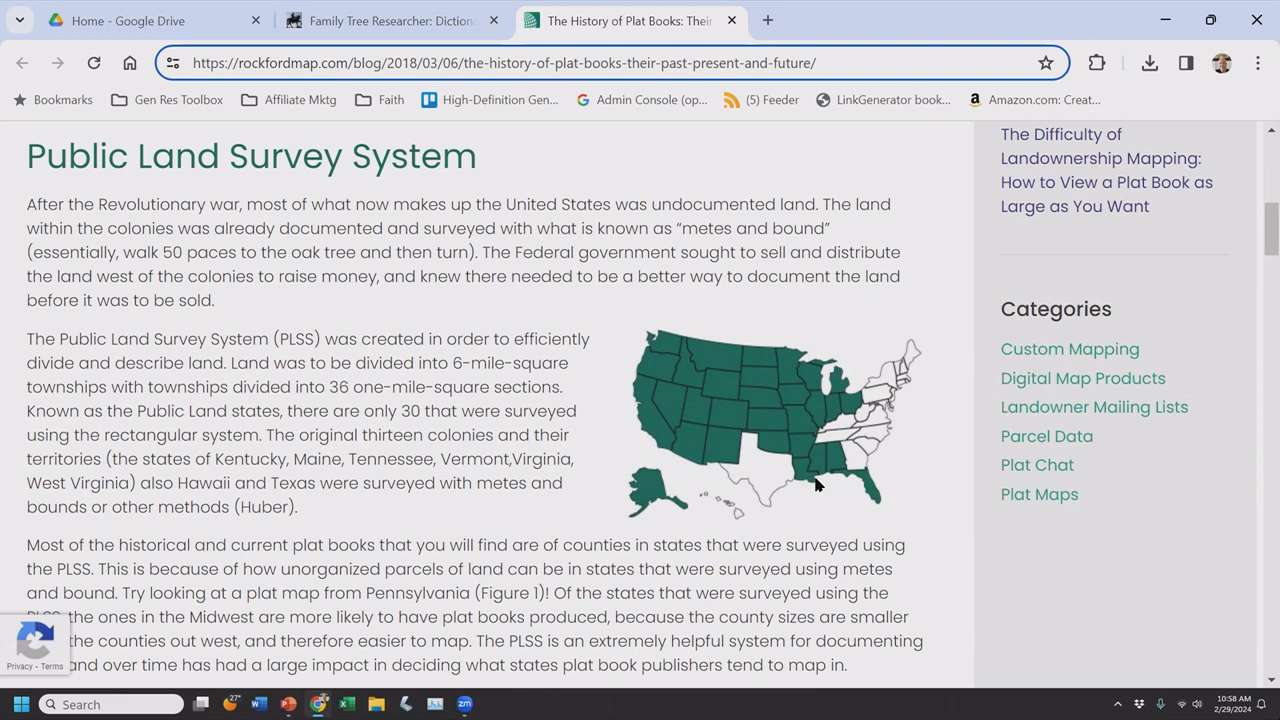 Home - Google Drive
Family Tree Researcher: Dictiona
The History of Plat Books: Their
https://rockfordmap.com/blog/2018/03/06/the-history-of-plat-books-their-past-present-and-future/
Bookmarks
Gen Res Toolbox
Affiliate Mktg
Faith
High-Definition Gen...
Admin Console (op...
(5) Feeder
LinkGenerator book...
Amazon.com: Creat...
Public Land Survey System
After the Revolutionary war, most of what now makes up the United States was undocumented land. The land
within the colonies was already documented and surveyed with what is known as “metes and bound”
(essentially, walk 50 paces to the oak tree and then turn). The Federal government sought to sell and distribute
the land west of the colonies to raise money, and knew there needed to be a better way to document the land
before it was to be sold.
The Public Land Survey System (PLSS) was created in order to efficiently
divide and describe land. Land was to be divided into 6-mile-square
townships with townships divided into 36 one-mile-square sections.
Known as the Public Land states, there are only 30 that were surveyed
using the rectangular system. The original thirteen colonies and their
territories (the states of Kentucky, Maine, Tennessee, Vermont,Virginia,
West Virginia) also Hawaii and Texas were surveyed with metes and
bounds or other methods (Huber).
Most of the historical and current plat books that you will find are of counties in states that were surveyed using
the PLSS. This is because of how unorganized parcels of land can be in states that were surveyed using metes
and bound. Try looking at a plat map from Pennsylvania (Figure 1)! Of the states that were surveyed using the
PLSS, the ones in the Midwest are more likely to have plat books produced, because the county sizes are smaller
the counties out west, and therefore easier to map. The PLSS is an extremely helpful system for documenting
and over time has had a large impact in deciding what states plat book publishers tend to map in.
The Difficulty of
Landownership Mapping:
How to View a Plat Book as
Large as You Want
Categories
Custom Mapping
Digital Map Products
Landowner Mailing Lists
Parcel Data
Plat Chat
Plat Maps
Privacy - Terms
Search
27°
10:58 AM
2/29/2024